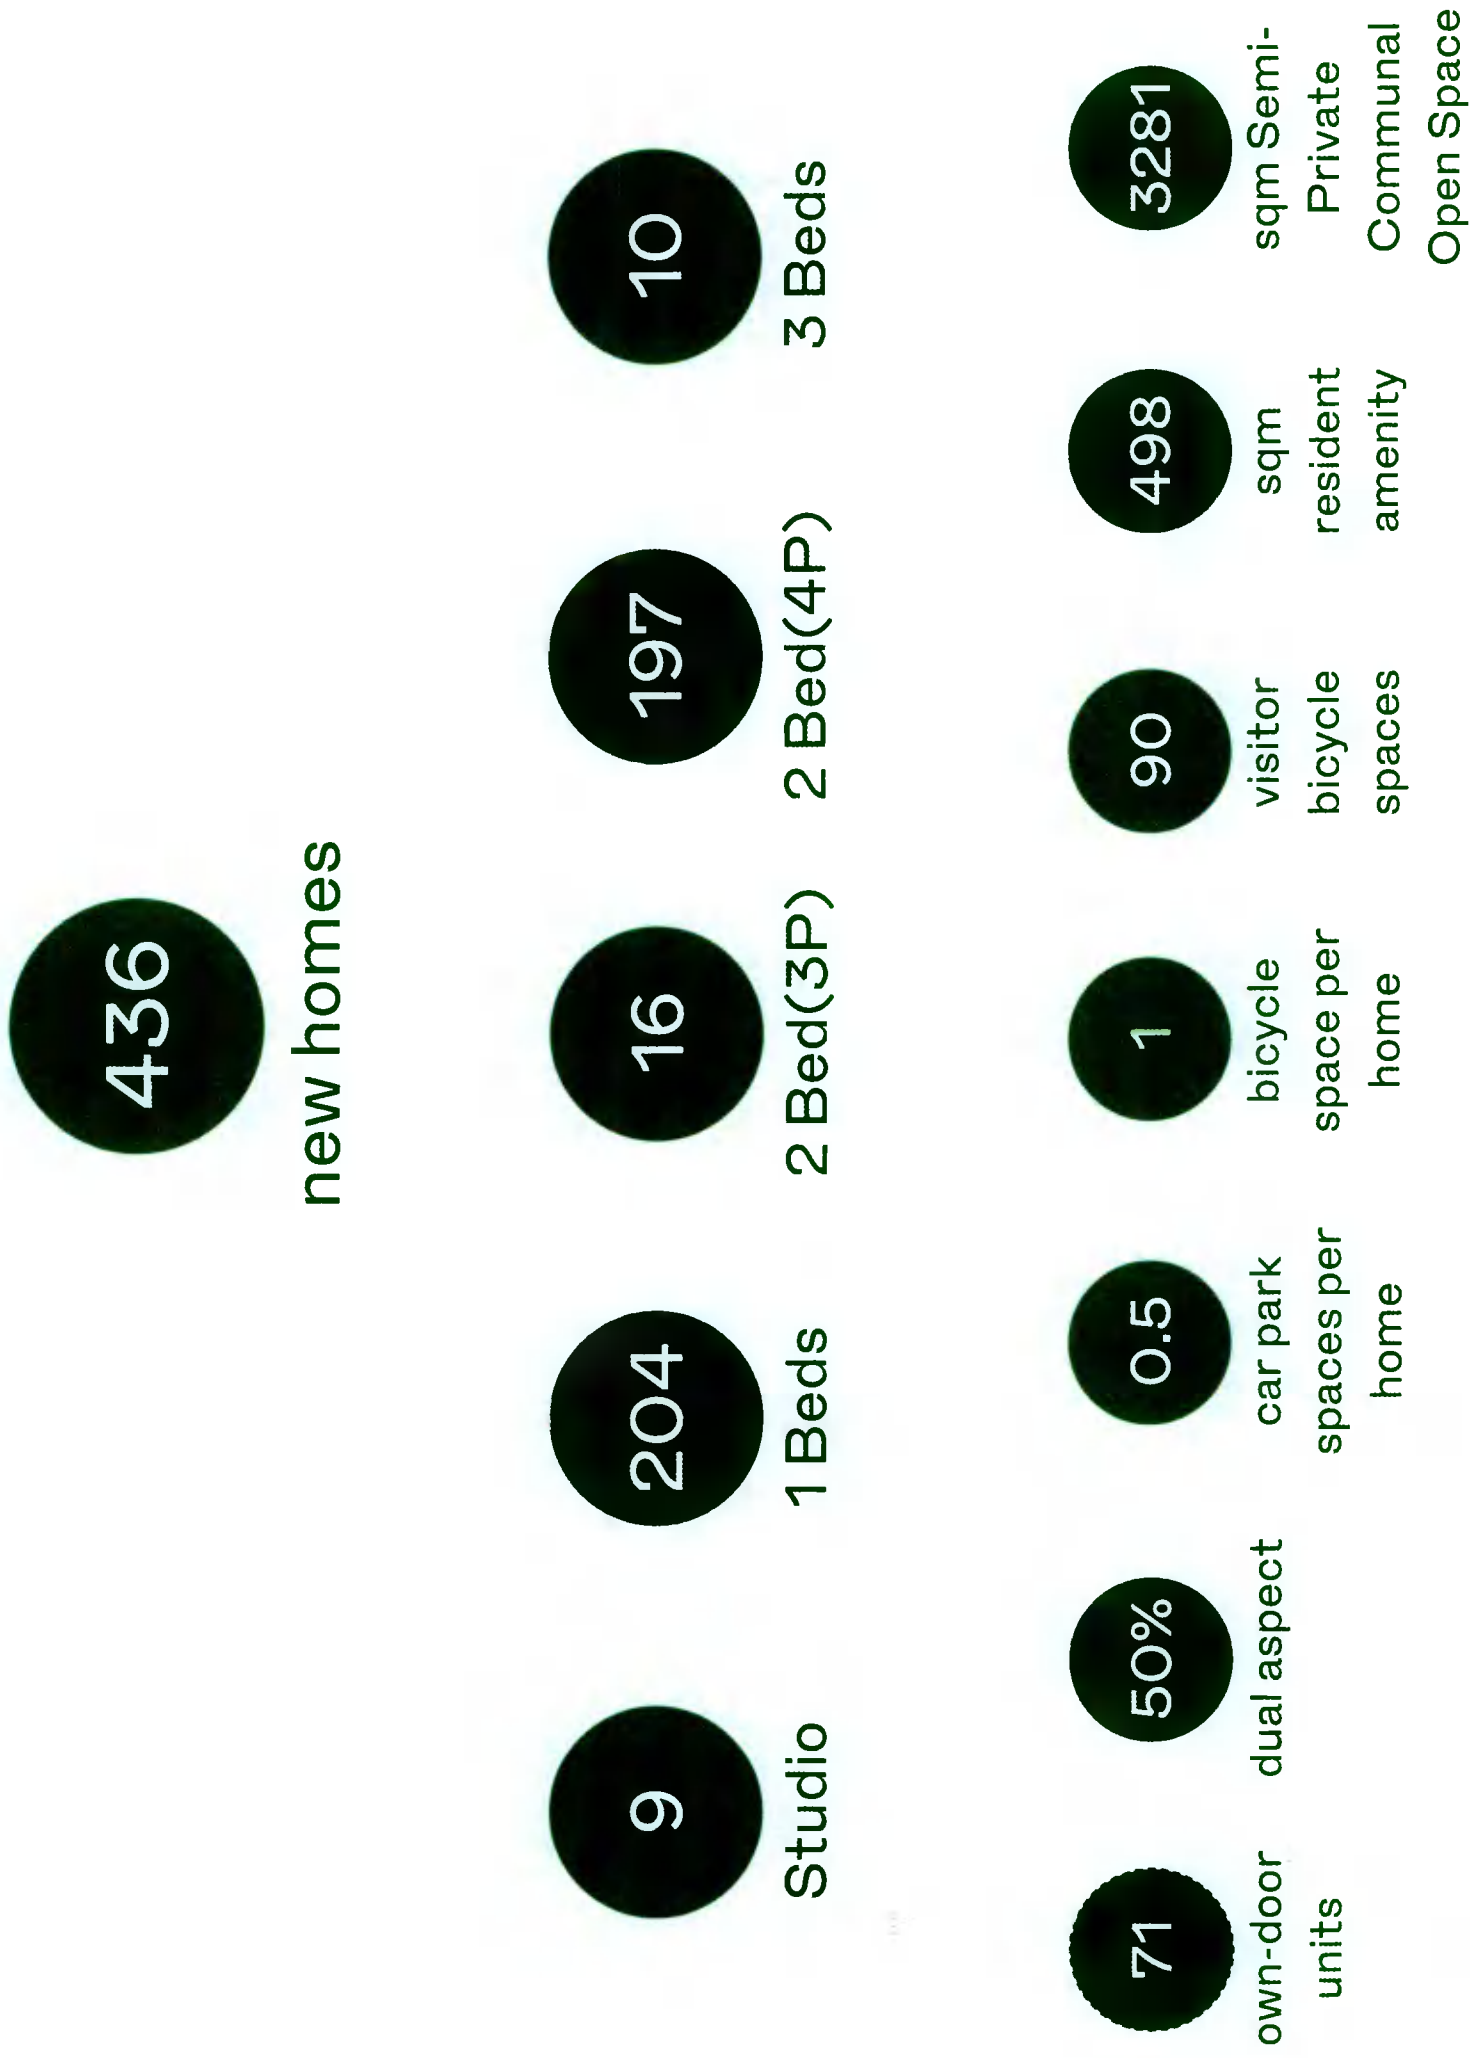 436
new homes
9
Studio
204
1 Beds
16
2 Bed(3P)
197
2 Bed(4P)
10
3 Beds
71
own-door
units
50%
dual aspect
0.5
car park
spaces per
home
1
bicycle
space per
home
90
visitor
bicycle
spaces
498
sqm
resident
amenity
3281
sqm Semi-
Private
Communal
Open Space